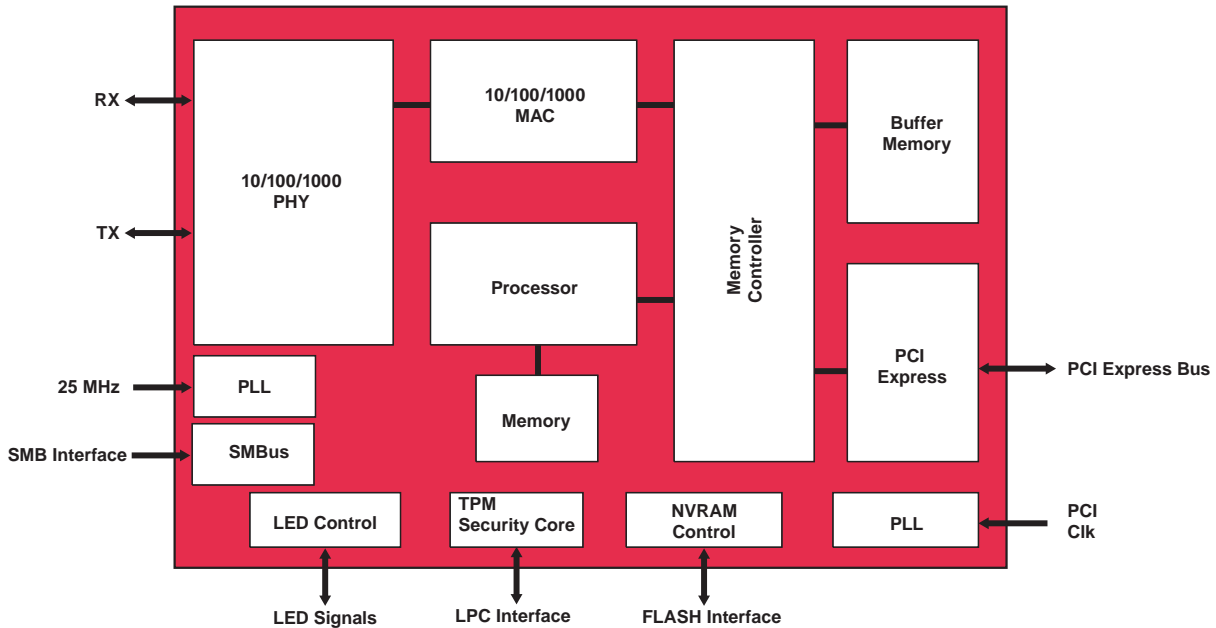 RX
TX
25 MHz
SMB Interface
10/100/1000
PHY
PLL
SMBus
10/100/1000
MAC
Processor
Memory
Memory
Controller
Buffer
Memory
PCI
Express
PCI Express Bus
LED Control
TPM
Security Core
NVRAM
Control
PLL
PCI
Clk
LED Signals
LPC Interface
FLASH Interface